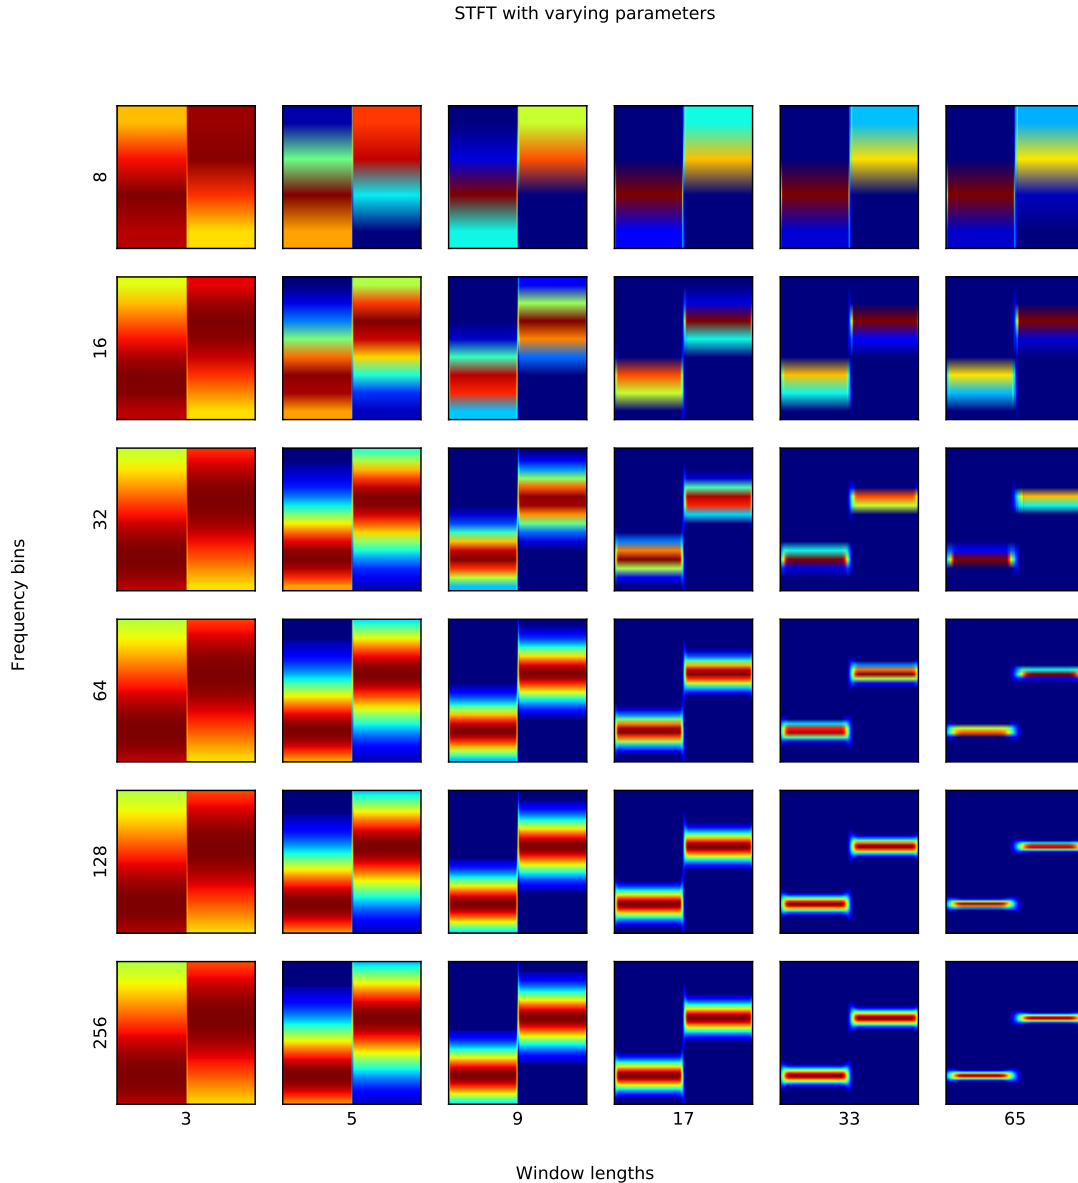 STFT with varying parameters
8
16
32
64
128
256
Frequency bins
3 5 9 17 33 65
Window lengths